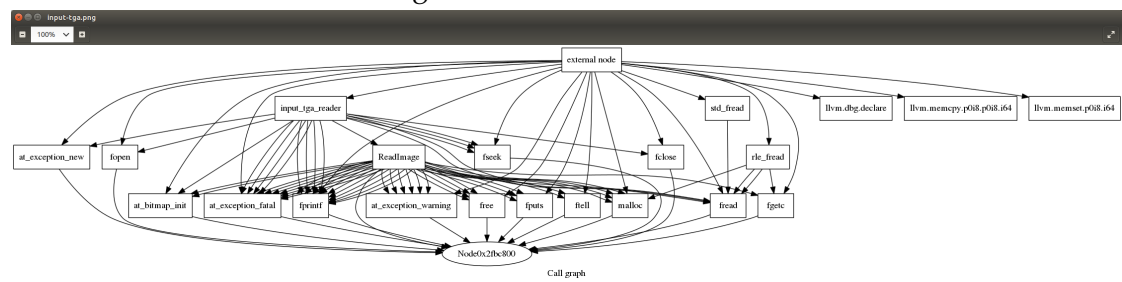 input-tga.png
100%
external node
input_tga_reader
std_fread
llvm.dbg.declare
llvm.memcpy.p0i8.p0i8.i64
llvm.memset.p0i8.i64
at_exception_new
fopen
ReadImage
fseek
fclose
rle_fread
at_bitmap_init
at_exception_fatal
fprintf
at_exception_warning
free
fputs
ftell
malloc
fread
fgetc
Node0x2fbc800
Call graph